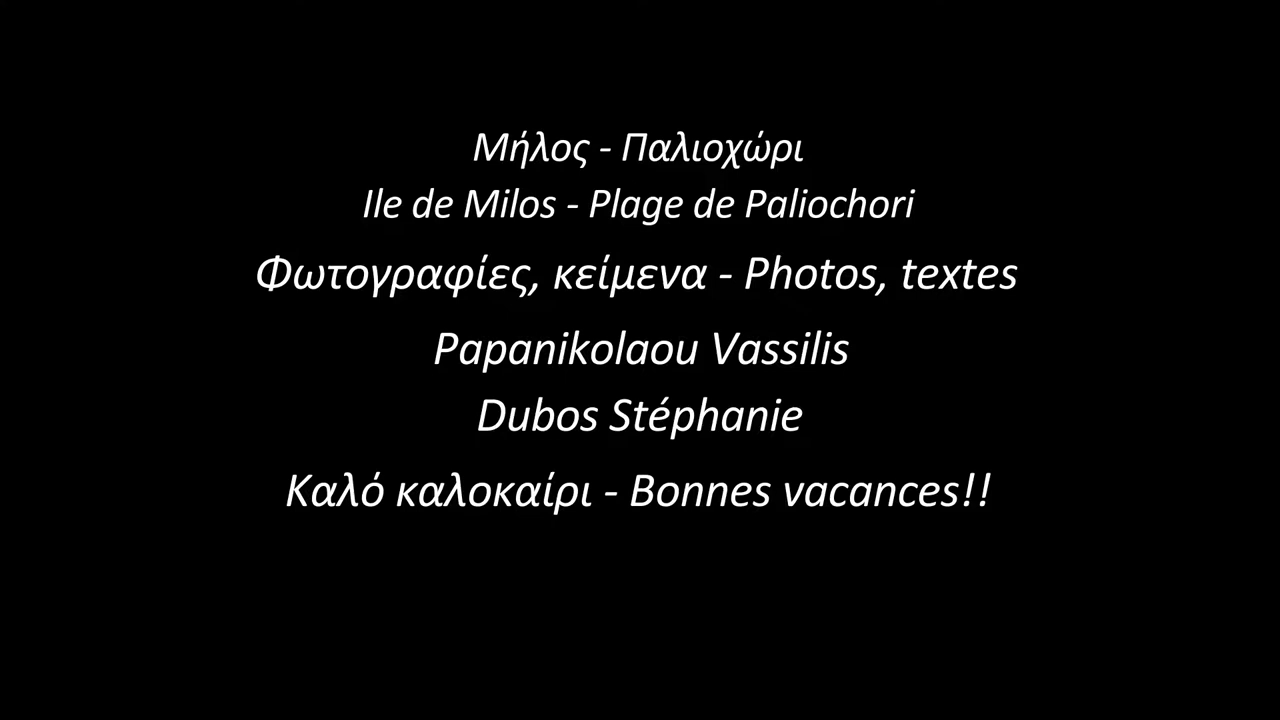 Μήλος - Παλιοχώρι
Ile de Milos - Plage de Paliochori
Φωτογραφίες, κείμενα - Photos, textes
Papanikolaou Vassilis
Dubos Stéphanie
Καλό καλοκαίρι - Bonnes vacances!!